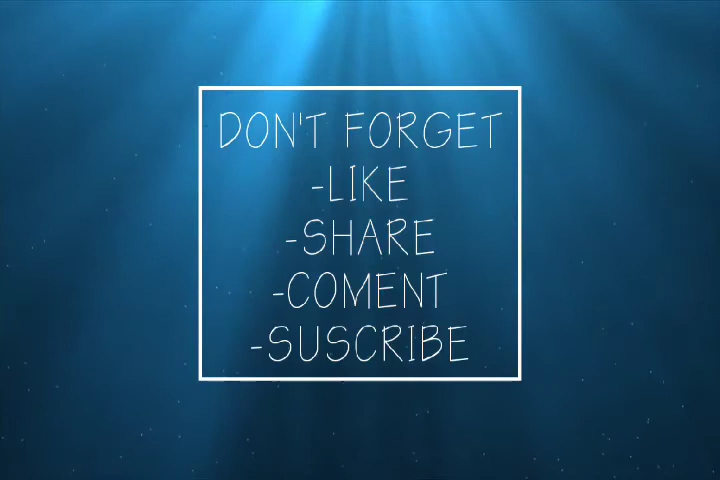 DON'T FORGET
-LIKE
-SHARE
-COMENT
-SUSCRIBE